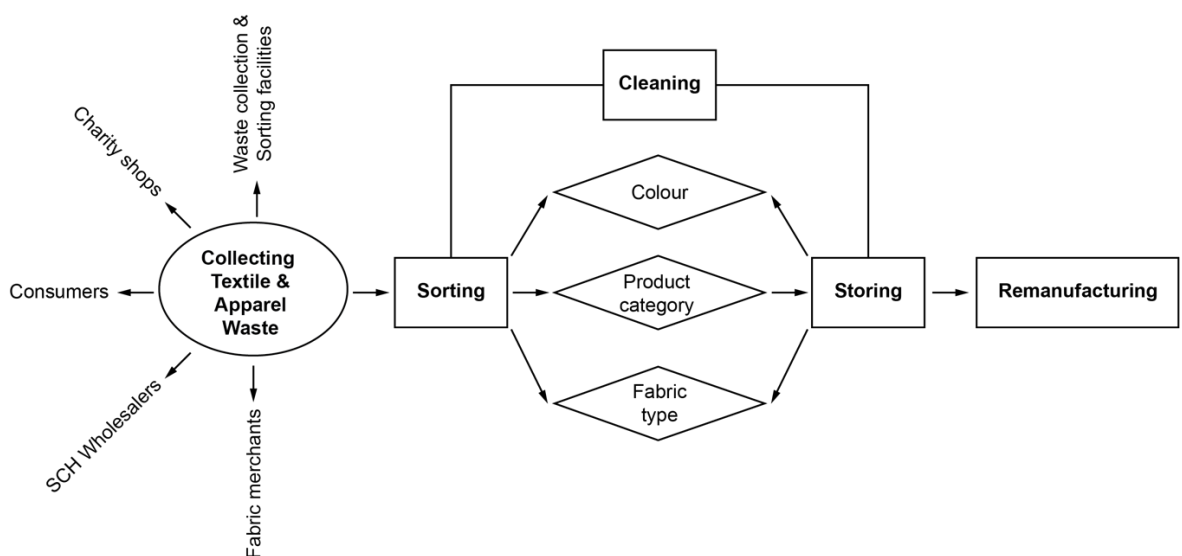 Waste collection &
Sorting facilities
Charity shops
Consumers
SCH Wholesalers
Fabric merchants
Collecting
Textile &
Apparel
Waste
Sorting
Cleaning
Colour
Product
category
Fabric
type
Storing
Remanufacturing